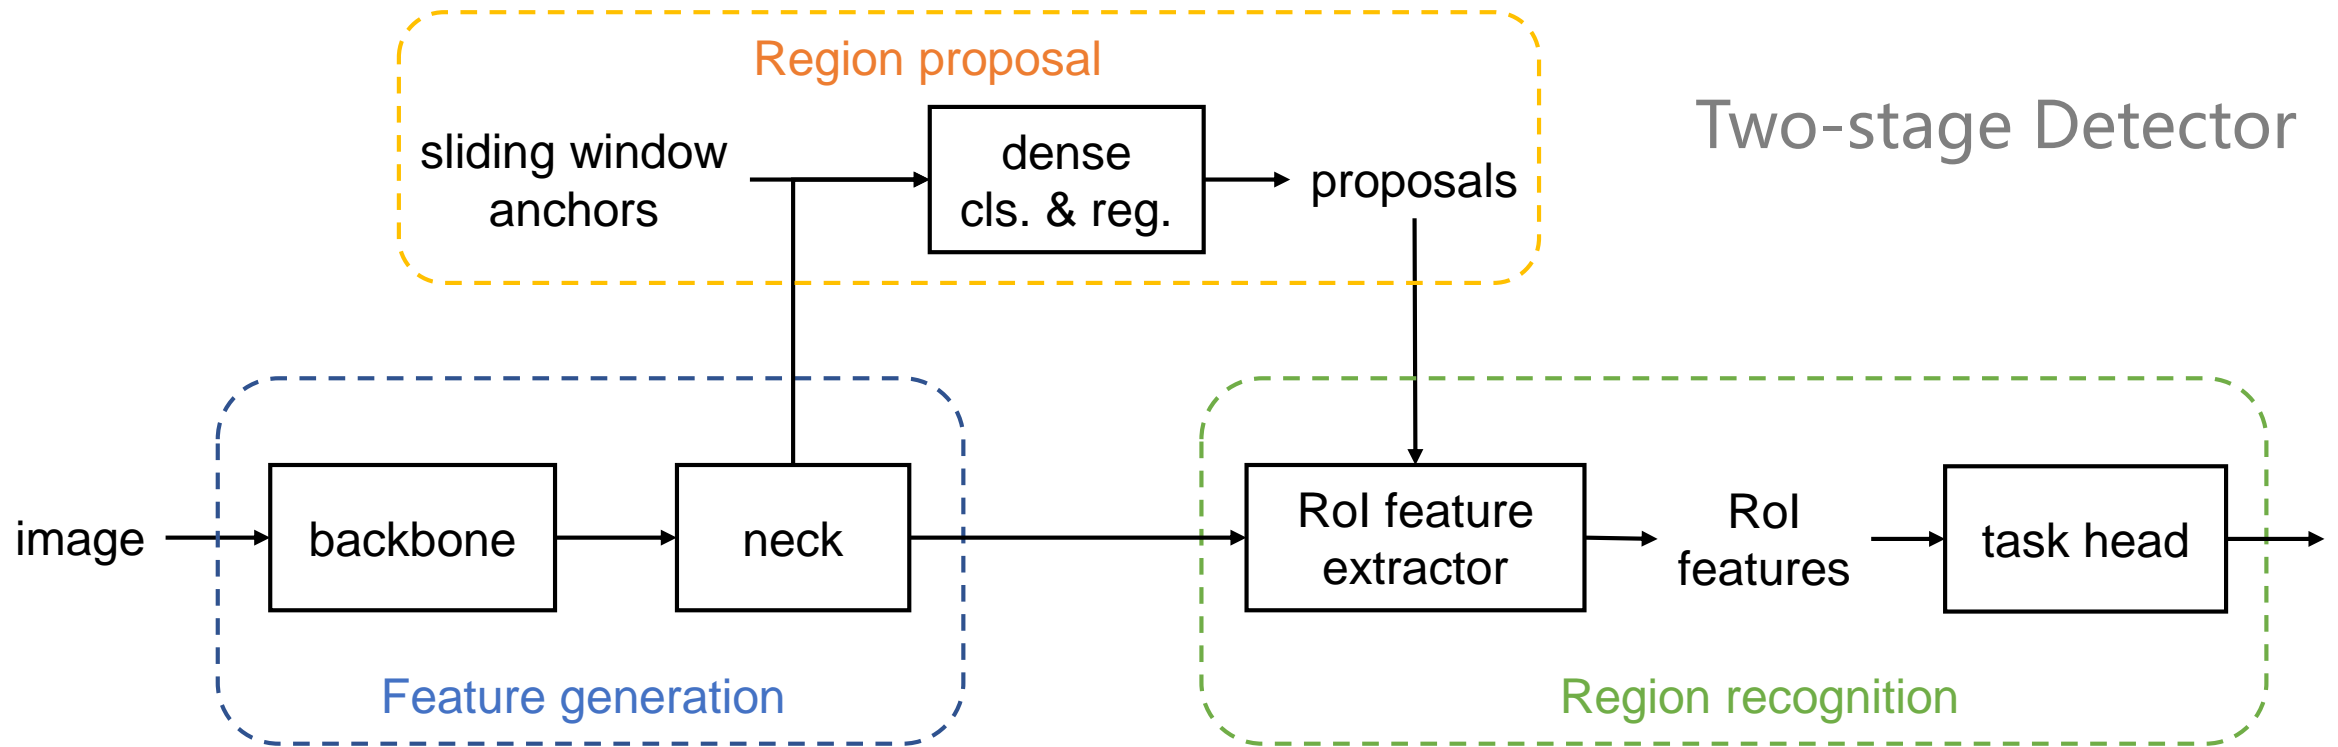 Region proposal
sliding window
anchors
dense
cls. & reg.
proposals
Two-stage Detector
image
backbone
neck
RoI feature
extractor
RoI
features
task head
Feature generation
Region recognition